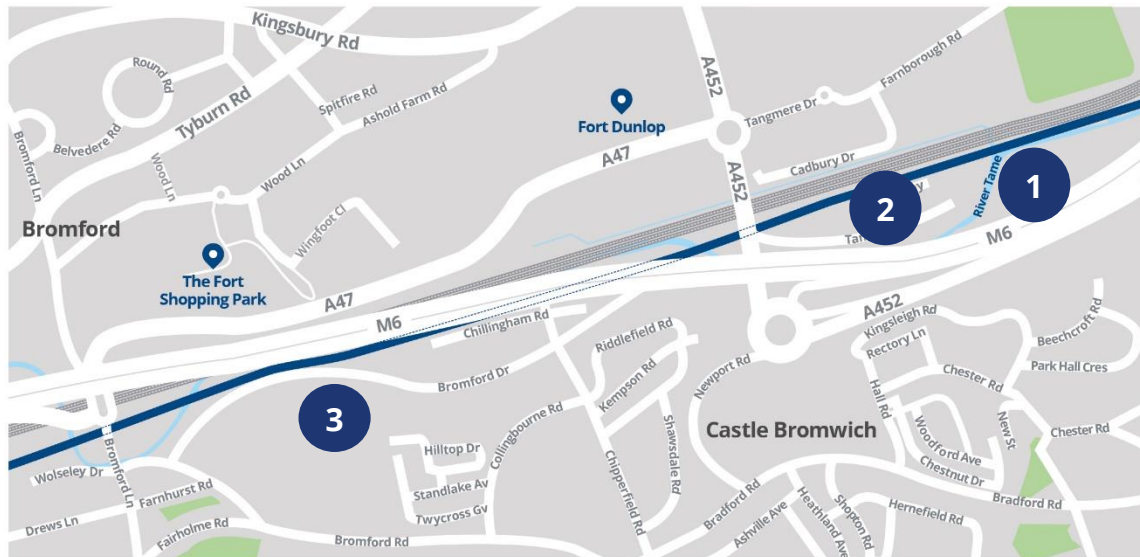 Kingsbury Rd
A452
Farnborough Rd
Round Rd
Spitfire Rd
Ashold Farm Rd
Tyburn Rd
Tangmere Dr
Fort Dunlop
Belvedere Rd
Bromford Ln
A47
Wood Ln
Wood Ln
Cadbury Dr
A452
1
River Tame
2
Wingfoot Cl
Bromford
M6
The Fort
Shopping Park
A47
M6
Chillingham Rd
A452
Kingsleigh Rd
Beechcroft Rd
Riddlefield Rd
Rectory Ln
Park Hall Cres
Newport Rd
Bromford Dr
Kempson Rd
Hall Rd
Chester Rd
3
Collingbourne Rd
Shawsdale Rd
Castle Bromwich
Woodford Ave
New St
Chester Rd
Hilltop Dr
Bromford Ln
Wolseley Dr
Chestnut Dr
Standlake Av
Farnhurst Rd
Chipperfield Rd
Bradford Rd
Bradford Rd
Twycross Gv
Ashville Ave
Heathland Ave
Shopton Rd
Hernefield Rd
Drews Ln
Fairholme Rd
Bromford Rd